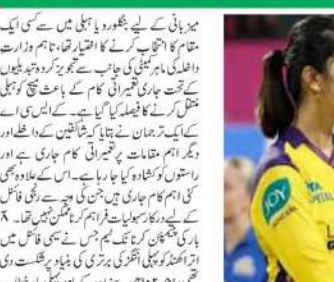 میزبانی کے لیے بنگلورو یا ہبلی میں سے کسی ایک
مقام کا انتخاب کرنے کا اختیار تھا، تاہم وزارت
داخلہ کی ماہر کمیٹی کی جانب سے تجویز کردہ تبدیلیوں
کے تحت جاری تعمیراتی کام کے باعث میچ کو ہبلی
منتقل کرنے کا فیصلہ کیا گیا ہے۔ کے ایس سی اے
کے ایک ترجمان نے بتایا کہ شائقین کے داخلے اور
دیگر اہم مقامات پر تعمیراتی کام جاری ہے اور
راستوں کو کشادہ کیا جا رہا ہے۔ اس کے علاوہ بھی
کئی اہم کام جاری ہیں جن کی وجہ سے رنجی فائنل
کے لیے درکار سہولیات فراہم کرنا ممکن نہیں تھا۔ 8
بار کی چیمپئن کرناٹک ٹیم جس نے سیمی فائنل میں
اتراکھنڈ کو پہلی اننگز کی برتری کی بنیاد پر شکست دی
JOY